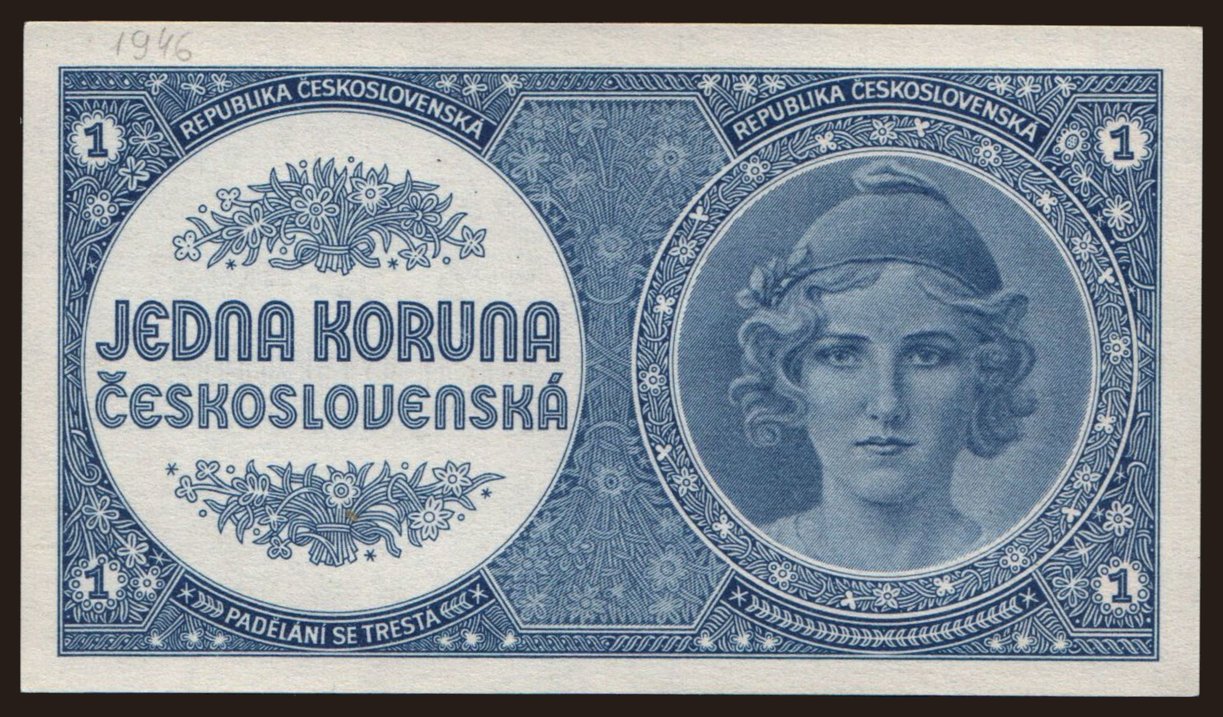 1946
REPUBLIKA ČESKOSLOVENSKÁ
REPUBLIKA ČESKOSLOVENSKÁ
1
1
JEDNA KORUNA
ČESKOSLOVENSKÁ
1
1
PADĚLÁNÍ SE TRESTÁ